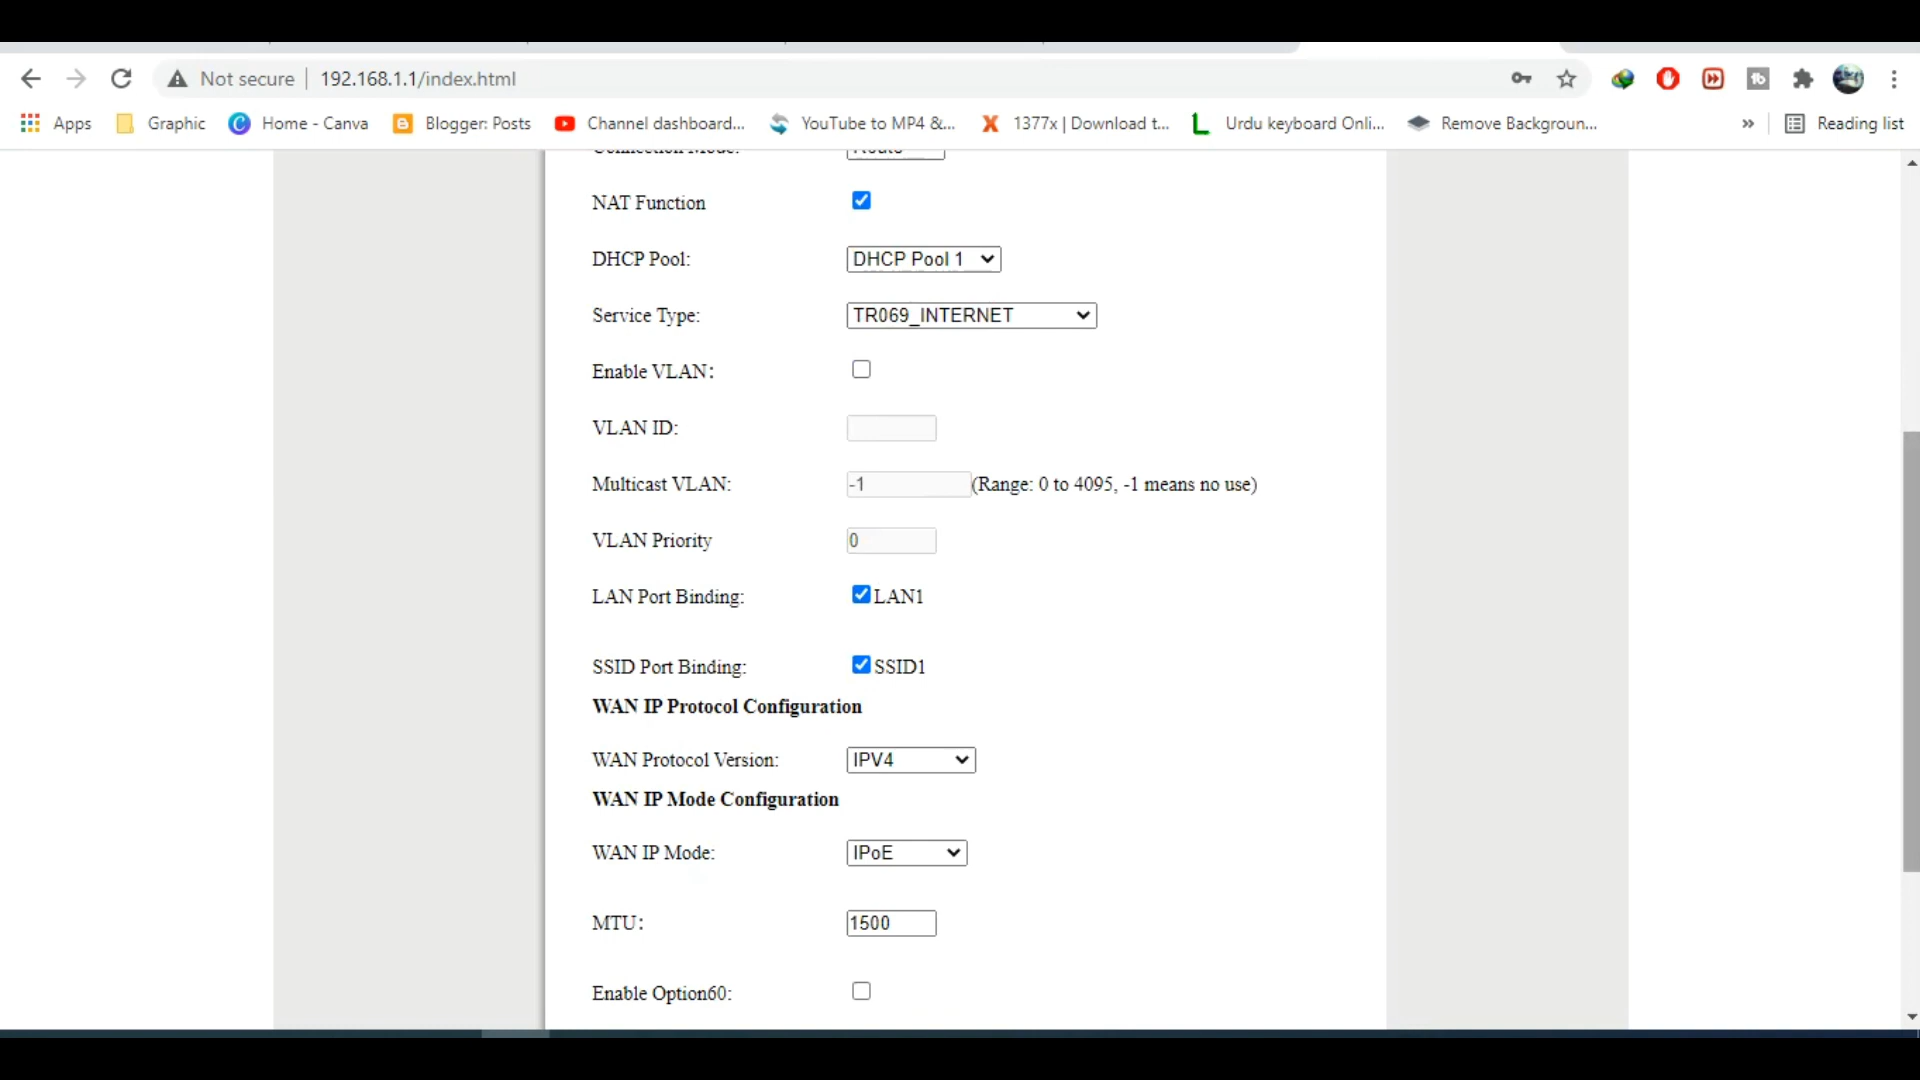 Not secure 192.168.1.1/index.html
Apps Graphic Home - Canva Blogger: Posts Channel dashboard... YouTube to MP4 &... 1377x | Download t... Urdu keyboard Onli... Remove Backgroun... » Reading list
Connection Mode: Route
NAT Function
DHCP Pool: DHCP Pool 1
Service Type: TR069_INTERNET
Enable VLAN:
VLAN ID:
Multicast VLAN: -1 (Range: 0 to 4095, -1 means no use)
VLAN Priority 0
LAN Port Binding: LAN1
SSID Port Binding: SSID1
WAN IP Protocol Configuration
WAN Protocol Version: IPV4
WAN IP Mode Configuration
WAN IP Mode: IPoE
MTU: 1500
Enable Option60: